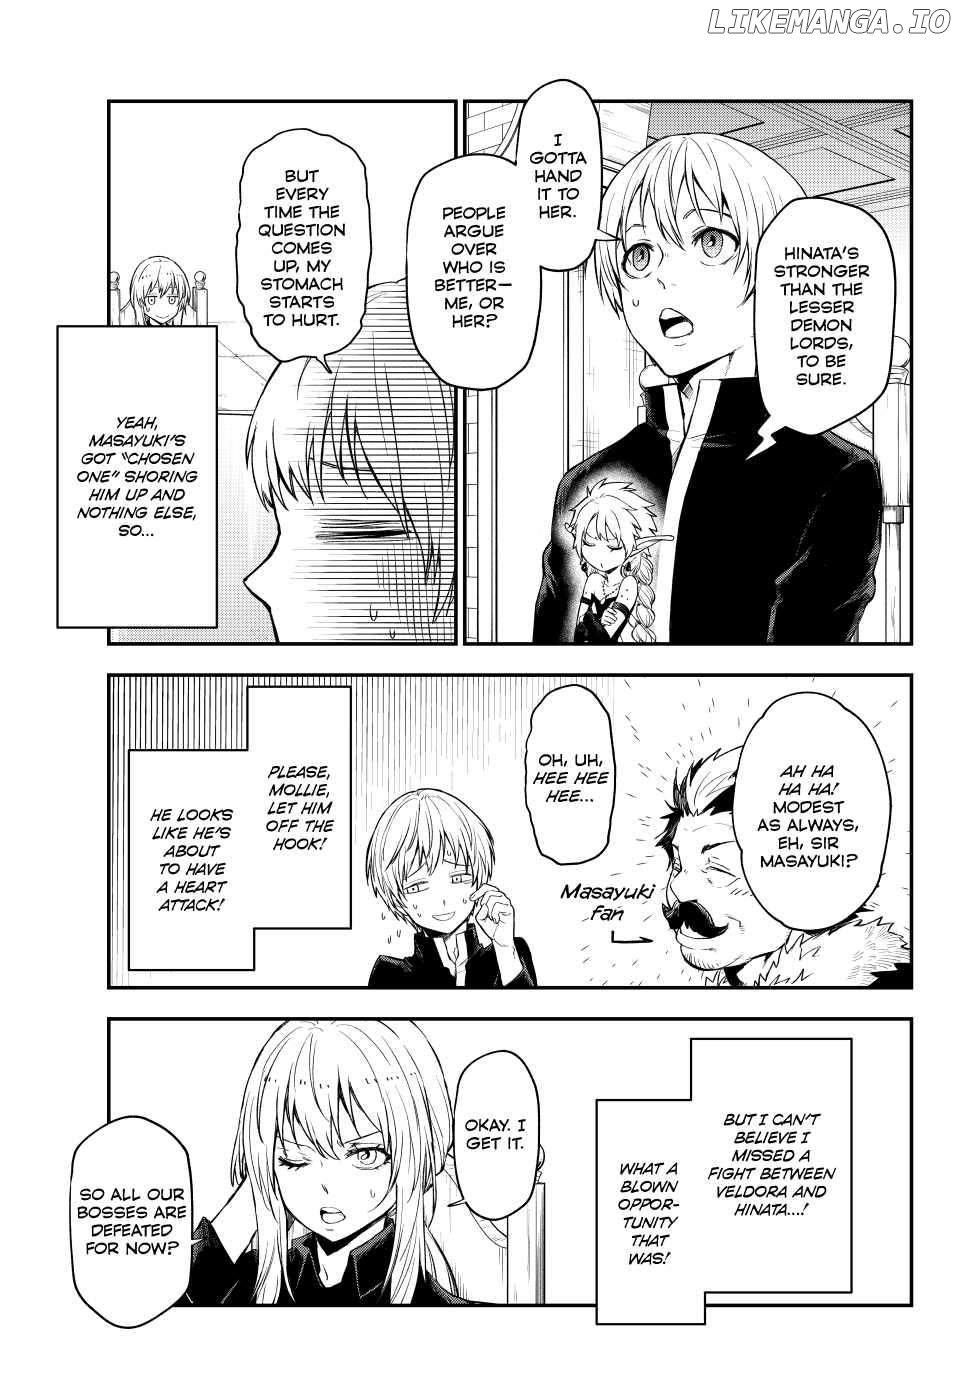 LIKEMANGA.IO
HINATA'S
STRONGER
THAN THE
LESSER
DEMON
LORDS,
TO BE
SURE.
I
GOTTA
HAND
IT TO
HER.
PEOPLE
ARGUE
OVER
WHO IS
BETTER—
ME, OR
HER?
BUT
EVERY
TIME THE
QUESTION
COMES
UP, MY
STOMACH
STARTS
TO HURT.
YEAH,
MASAYUKI'S
GOT "CHOSEN
ONE" SHORING
HIM UP AND
NOTHING ELSE,
SO...
AH HA
HA HA!
MODEST
AS ALWAYS,
EH, SIR
MASAYUKI?
Masayuki
fan
OH, UH,
HEE HEE
HEE...
PLEASE,
MOLLIE,
LET HIM
OFF THE
HOOK!
HE LOOKS
LIKE HE'S
ABOUT
TO HAVE
A HEART
ATTACK!
BUT I CAN'T
BELIEVE I
MISSED A
FIGHT BETWEEN
VELDORA AND
HINATA...!
WHAT A
BLOWN
OPPOR-
TUNITY
THAT
WAS!
OKAY. I
GET IT.
SO ALL OUR
BOSSES ARE
DEFEATED
FOR NOW?